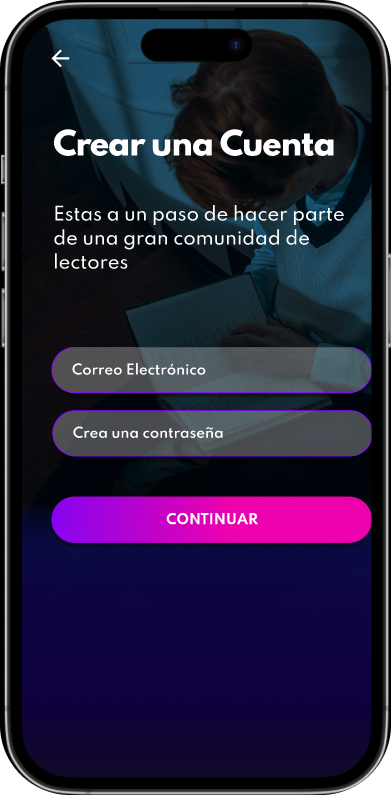 Crear una Cuenta
Estas a un paso de hacer parte
de una gran comunidad de
lectores
Correo Electrónico
Crea una contraseña
CONTINUAR